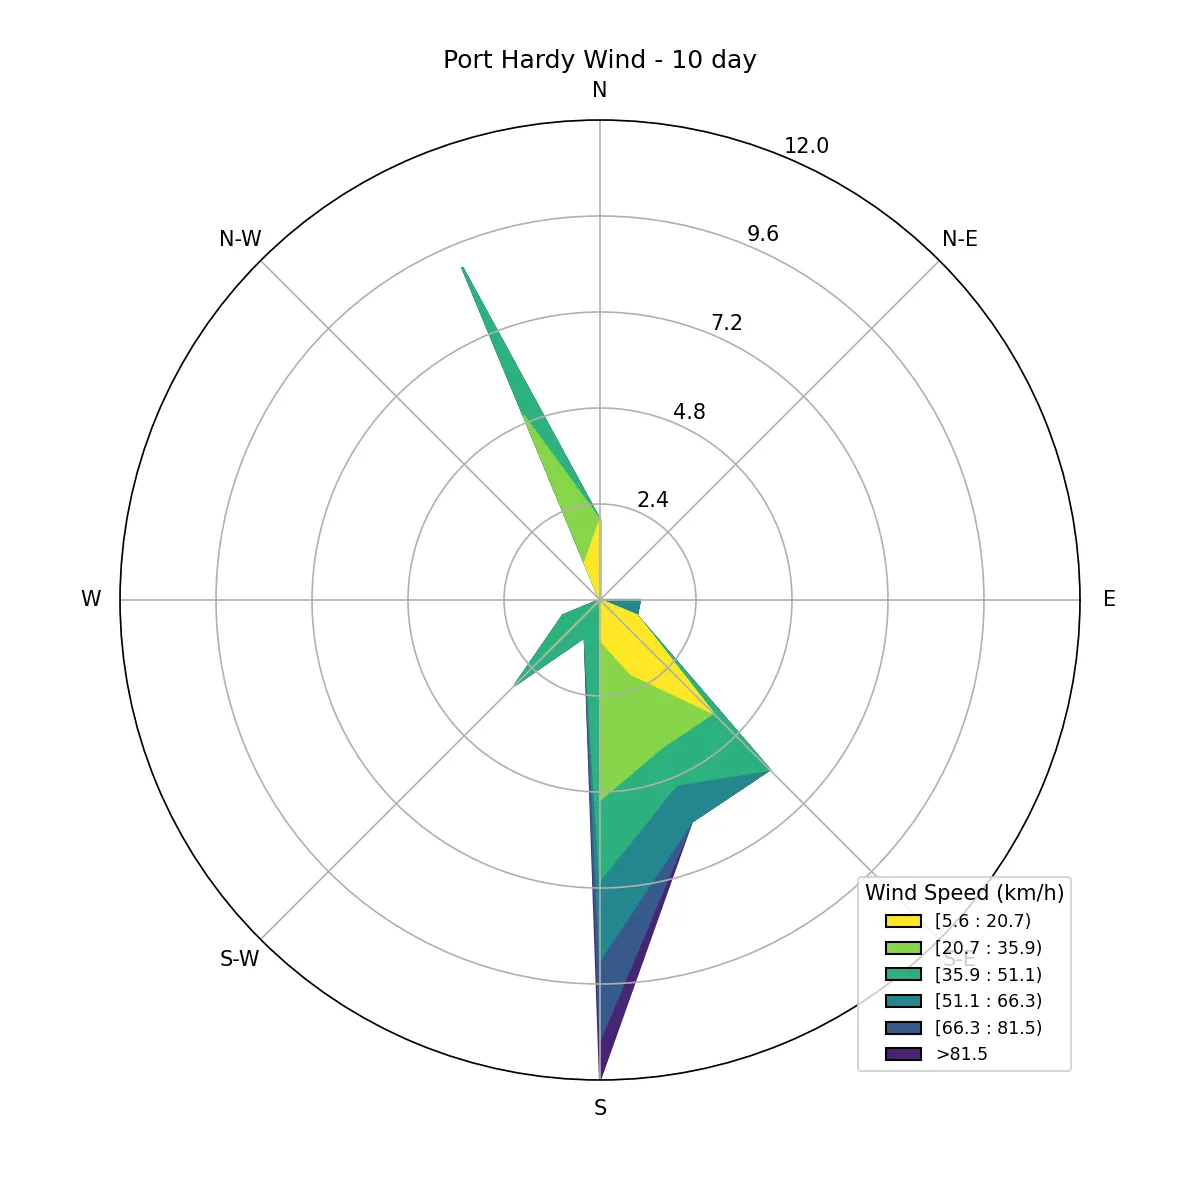 Port Hardy Wind - 10 day
N
12.0
N-W
9.6
N-E
7.2
4.8
2.4
W
E
S-W
S-E
S
Wind Speed (km/h)
[5.6 : 20.7)
[20.7 : 35.9)
[35.9 : 51.1)
[51.1 : 66.3)
[66.3 : 81.5)
>81.5